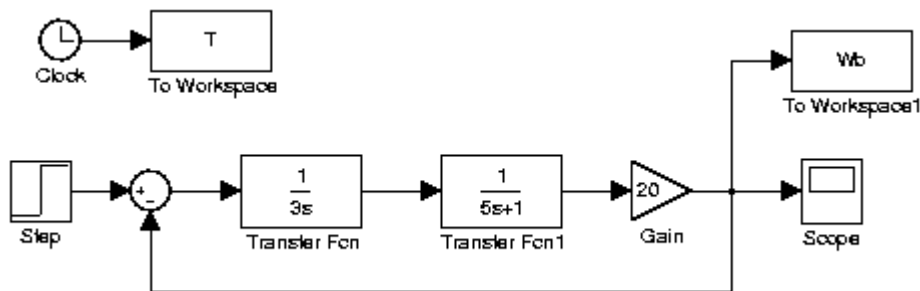 T
Clock
To Workspace
Wb
To Workspace1
Step
+
−
1
3s
Transfer Fcn
1
5s+1
Transfer Fcn1
20
Gain
Scope